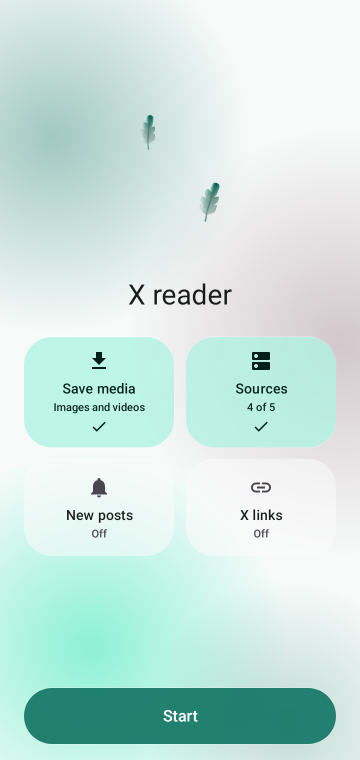 X reader
Save media
Images and videos
Sources
4 of 5
New posts
Off
X links
Off
Start